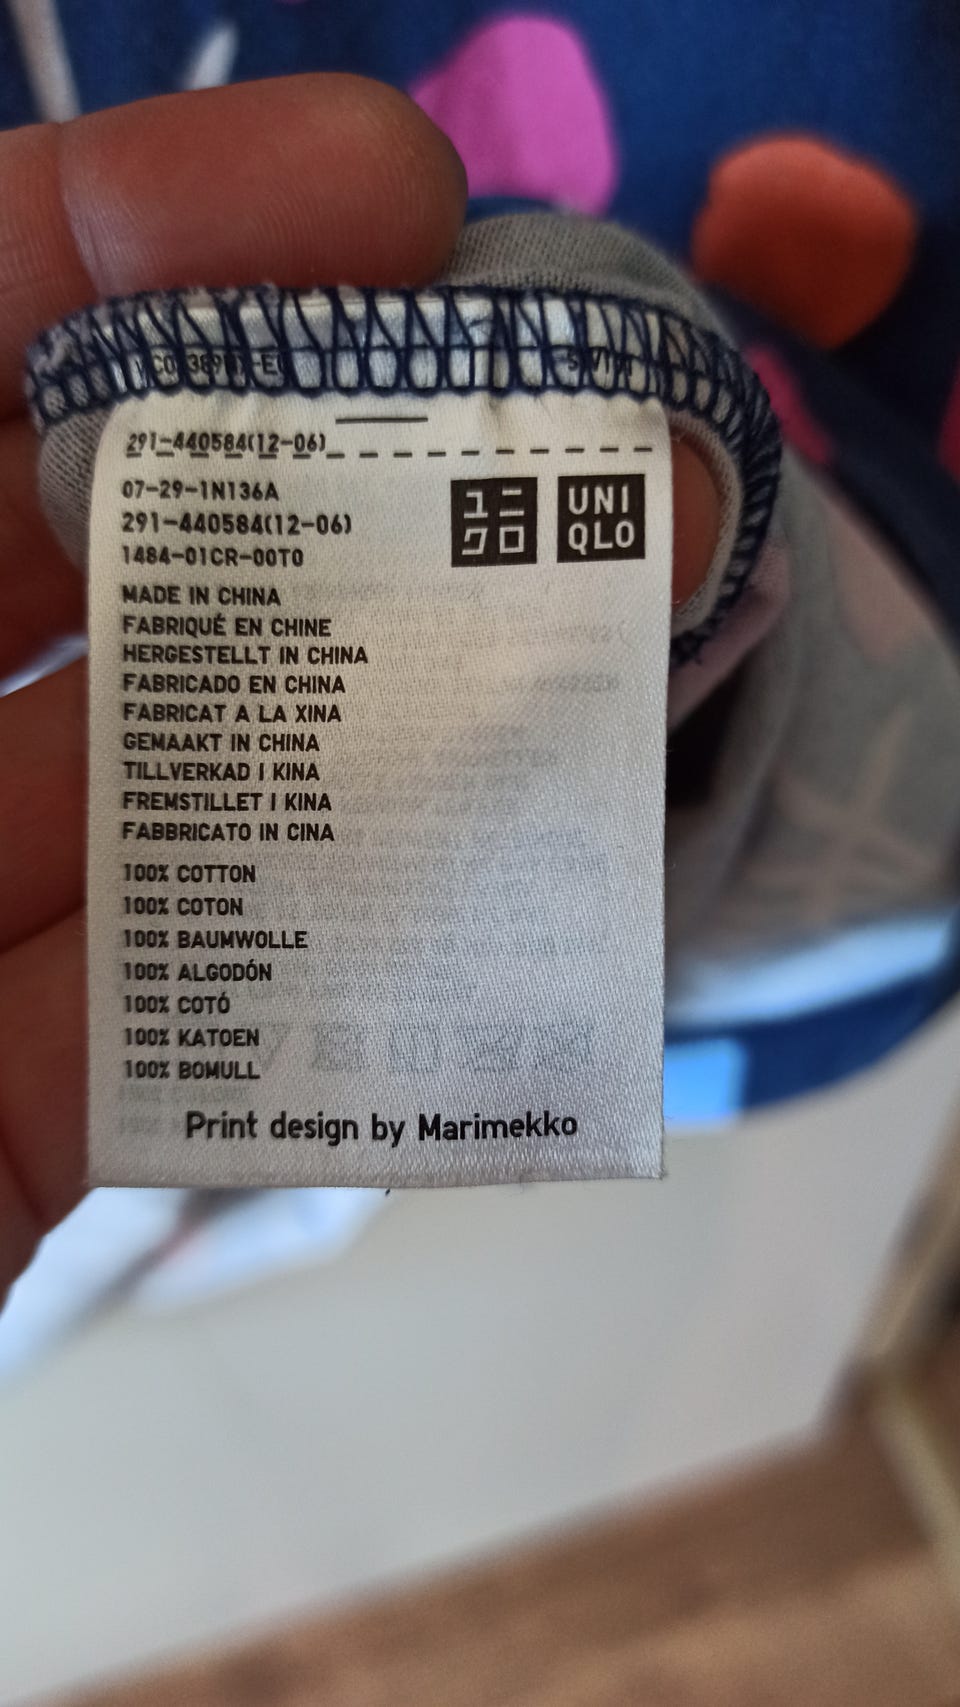 291-440584(12-06)
07-29-1N136A
291-440584(12-06)
1484-01CR-00T0
ユニ
クロ
UNI
QLO
MADE IN CHINA
FABRIQUÉ EN CHINE
HERGESTELLT IN CHINA
FABRICADO EN CHINA
FABRICAT A LA XINA
GEMAAKT IN CHINA
TILLVERKAD I KINA
FREMSTILLET I KINA
FABBRICATO IN CINA
100% COTTON
100% COTON
100% BAUMWOLLE
100% ALGODÓN
100% COTÓ
100% KATOEN
100% BOMULL
Print design by Marimekko